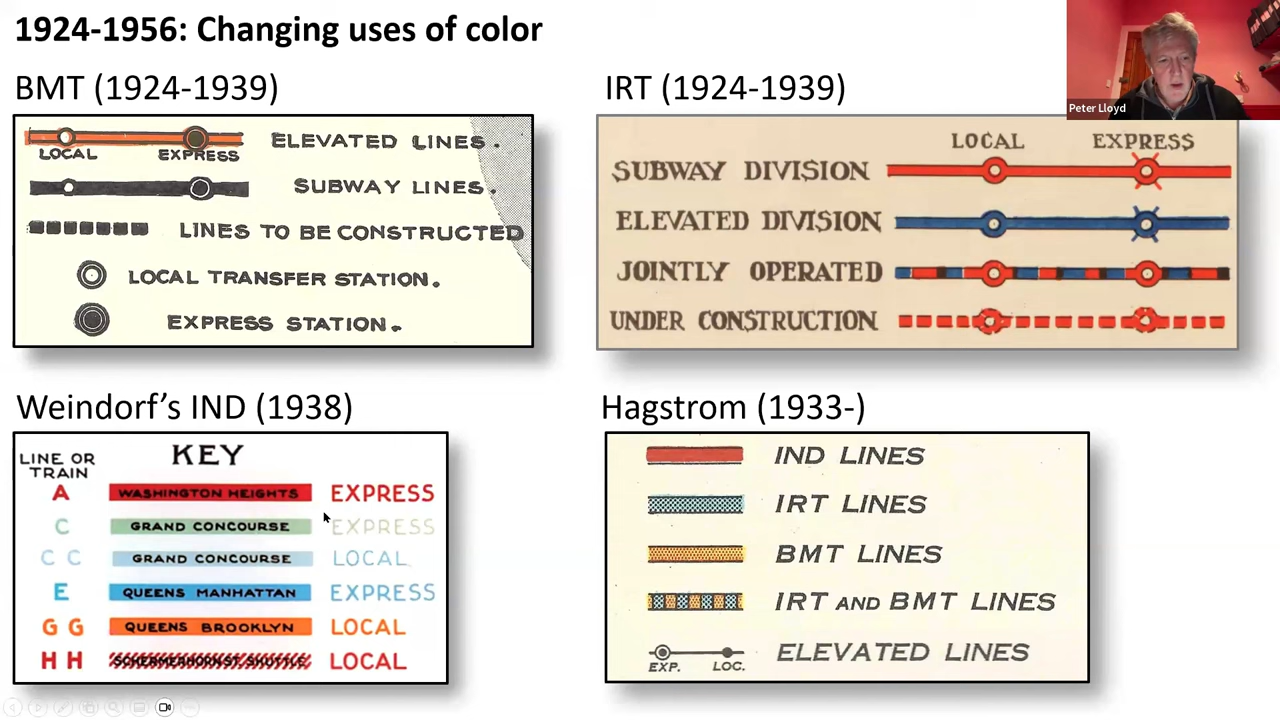 1924-1956: Changing uses of color
Peter Lloyd
BMT (1924-1939)
LOCAL EXPRESS ELEVATED LINES.
SUBWAY LINES.
LINES TO BE CONSTRUCTED
LOCAL TRANSFER STATION.
EXPRESS STATION.
IRT (1924-1939)
LOCAL EXPRESS
SUBWAY DIVISION
ELEVATED DIVISION
JOINTLY OPERATED
UNDER CONSTRUCTION
Weindorf’s IND (1938)
LINE OR TRAIN KEY
A WASHINGTON HEIGHTS EXPRESS
C GRAND CONCOURSE EXPRESS
C C GRAND CONCOURSE LOCAL
E QUEENS MANHATTAN EXPRESS
G G QUEENS BROOKLYN LOCAL
H H SCHERMERHORN ST. SHUTTLE LOCAL
Hagstrom (1933-)
IND LINES
IRT LINES
BMT LINES
IRT AND BMT LINES
EXP. LOC. ELEVATED LINES